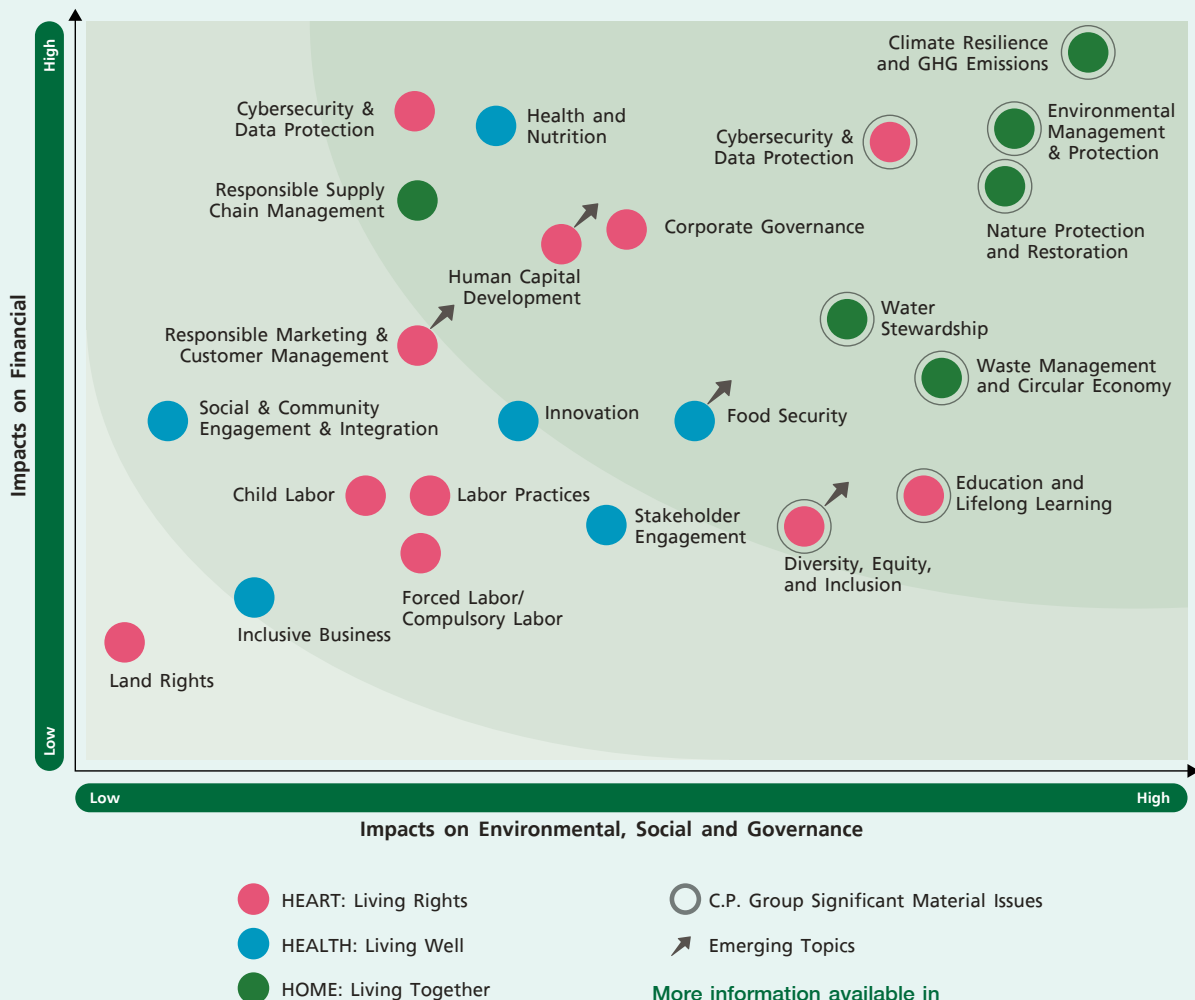 High
Impacts on Financial
Low
Climate Resilience
and GHG Emissions
Cybersecurity &
Data Protection
Health and
Nutrition
Cybersecurity &
Data Protection
Environmental
Management
& Protection
Responsible Supply
Chain Management
Corporate Governance
Nature Protection
and Restoration
Human Capital
Development
Responsible Marketing &
Customer Management
Water
Stewardship
Waste Management
and Circular Economy
Social & Community
Engagement & Integration
Innovation
Food Security
Child Labor
Labor Practices
Education and
Lifelong Learning
Stakeholder
Engagement
Diversity, Equity,
and Inclusion
Forced Labor/
Compulsory Labor
Inclusive Business
Land Rights
Low
High
Impacts on Environmental, Social and Governance
HEART: Living Rights
HEALTH: Living Well
HOME: Living Together
C.P. Group Significant Material Issues
Emerging Topics
More information available in